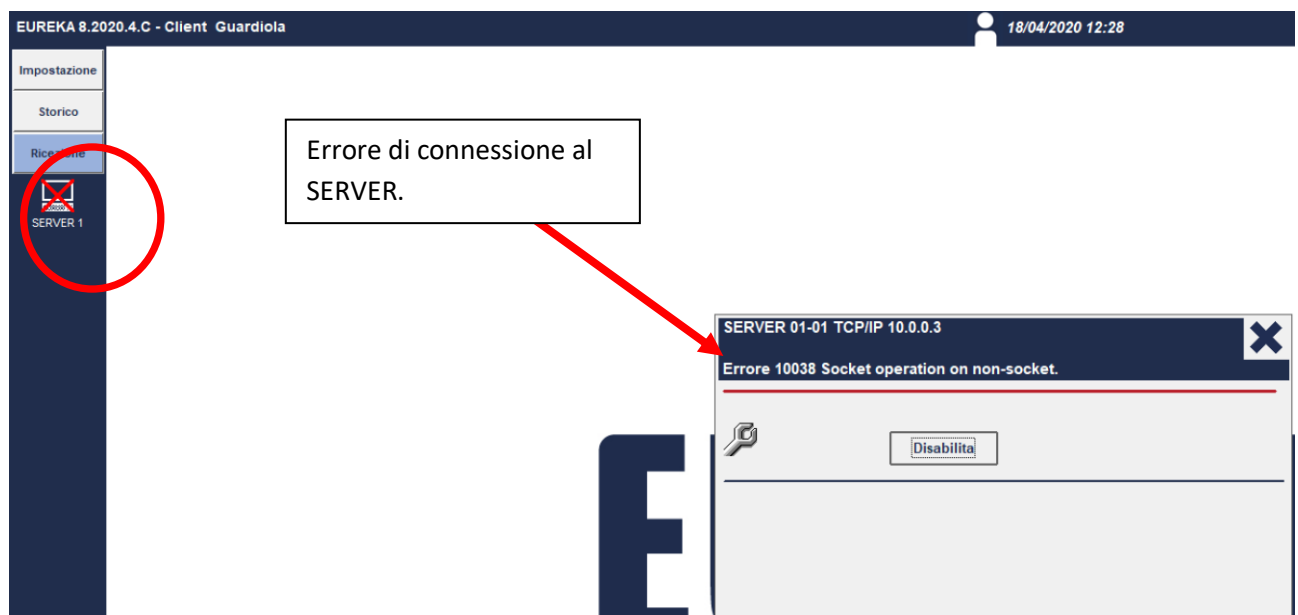 EUREKA 8.2020.4.C - Client Guardiola
18/04/2020 12:28
Impostazione
Storico
Ricezione
SERVER 1
Errore di connessione al
SERVER.
SERVER 01-01 TCP/IP 10.0.0.3
Errore 10038 Socket operation on non-socket.
Disabilita
E